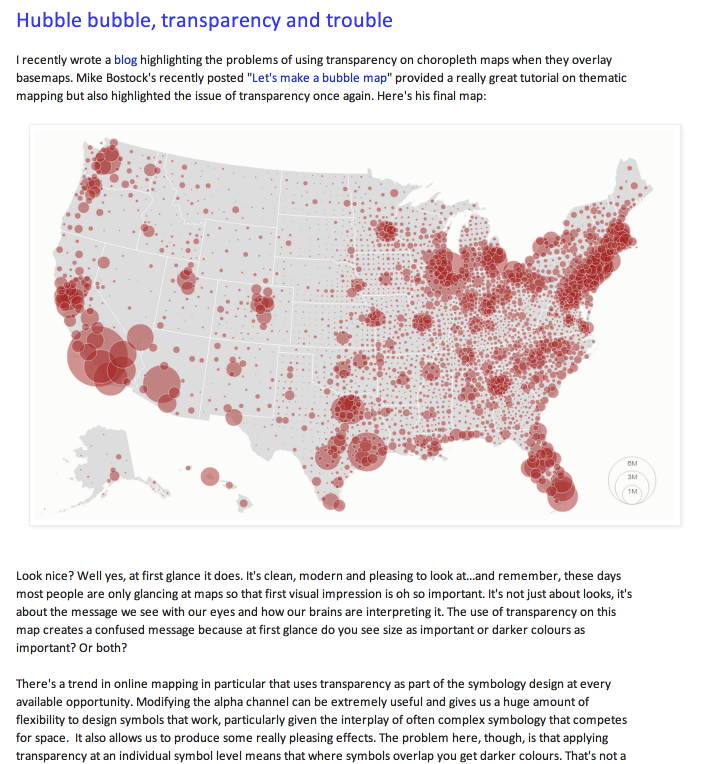 Hubble bubble, transparency and trouble
I recently wrote a blog highlighting the problems of using transparency on choropleth maps when they overlay
basemaps. Mike Bostock's recently posted "Let's make a bubble map" provided a really great tutorial on thematic
mapping but also highlighted the issue of transparency once again. Here's his final map:
6M
3M
1M
Look nice? Well yes, at first glance it does. It's clean, modern and pleasing to look at...and remember, these days
most people are only glancing at maps so that first visual impression is oh so important. It's not just about looks, it's
about the message we see with our eyes and how our brains are interpreting it. The use of transparency on this
map creates a confused message because at first glance do you see size as important or darker colours as
important? Or both?
There's a trend in online mapping in particular that uses transparency as part of the symbology design at every
available opportunity. Modifying the alpha channel can be extremely useful and gives us a huge amount of
flexibility to design symbols that work, particularly given the interplay of often complex symbology that competes
for space.  It also allows us to produce some really pleasing effects. The problem here, though, is that applying
transparency at an individual symbol level means that where symbols overlap you get darker colours. That's not a